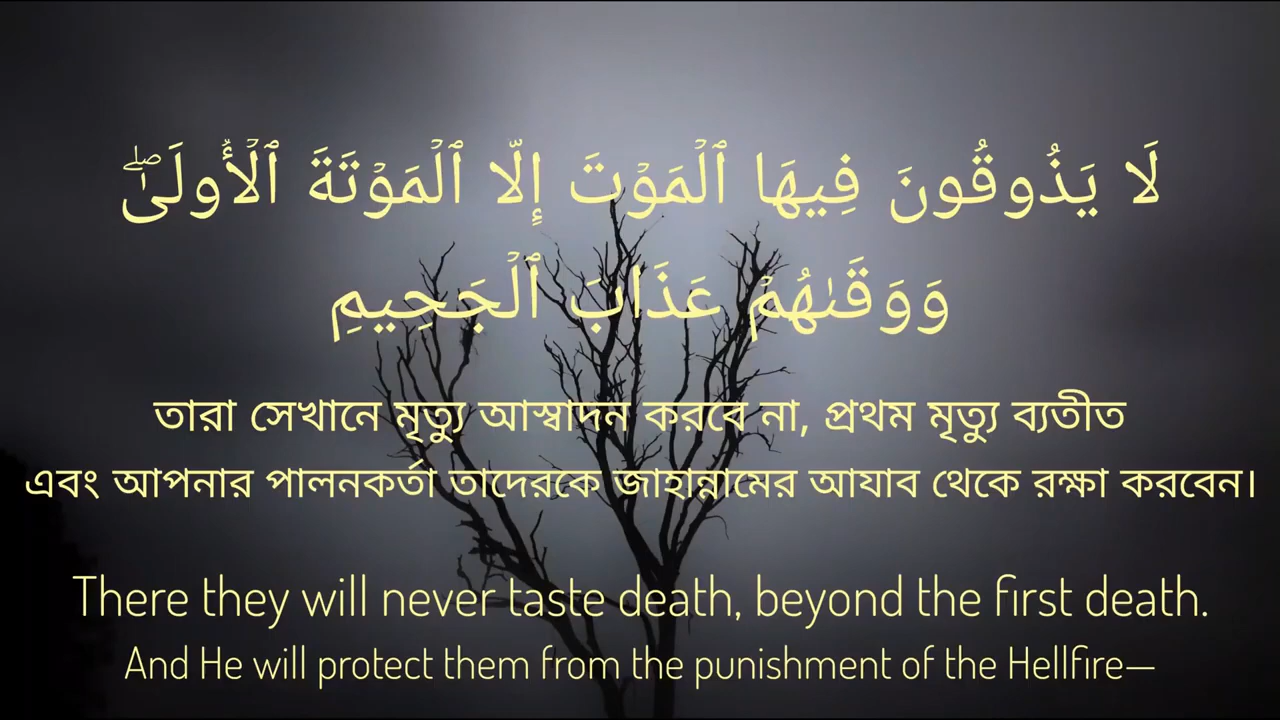 لَا يَذُوقُونَ فِيهَا ٱلۡمَوۡتَ إِلَّا ٱلۡمَوۡتَةَ ٱلۡأُولَىٰۖ
وَوَقَىٰهُمۡ عَذَابَ ٱلۡجَحِيمِ
তারা সেখানে মৃত্যু আস্বাদন করবে না, প্রথম মৃত্যু ব্যতীত
এবং আপনার পালনকর্তা তাদেরকে জাহান্নামের আযাব থেকে রক্ষা করবেন।
There they will never taste death, beyond the first death.
And He will protect them from the punishment of the Hellfire—